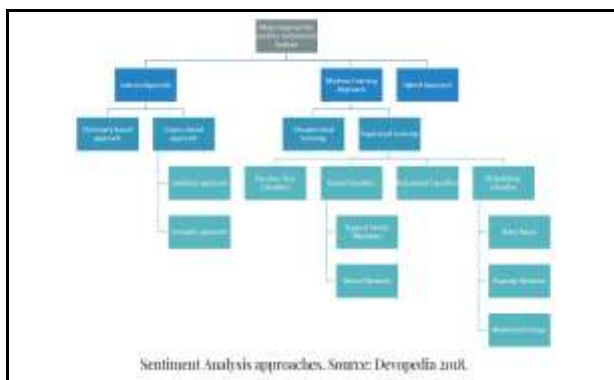 Lexicon Approach
Machine Learning
Approach
Hybrid Approach
Dictionary based
approach
Corpus based
approach
Unsupervised
learning
Supervised learning
Statistical approach
Semantic approach
Decision Tree
Classifiers
Linear Classifiers
Rule based Classifiers
Probabilistic
Classifiers
Support Vector
Machines
Neural Network
Naive Bayes
Bayesian Network
Maximum Entropy
Sentiment Analysis approaches. Source: Devopedia 2018.